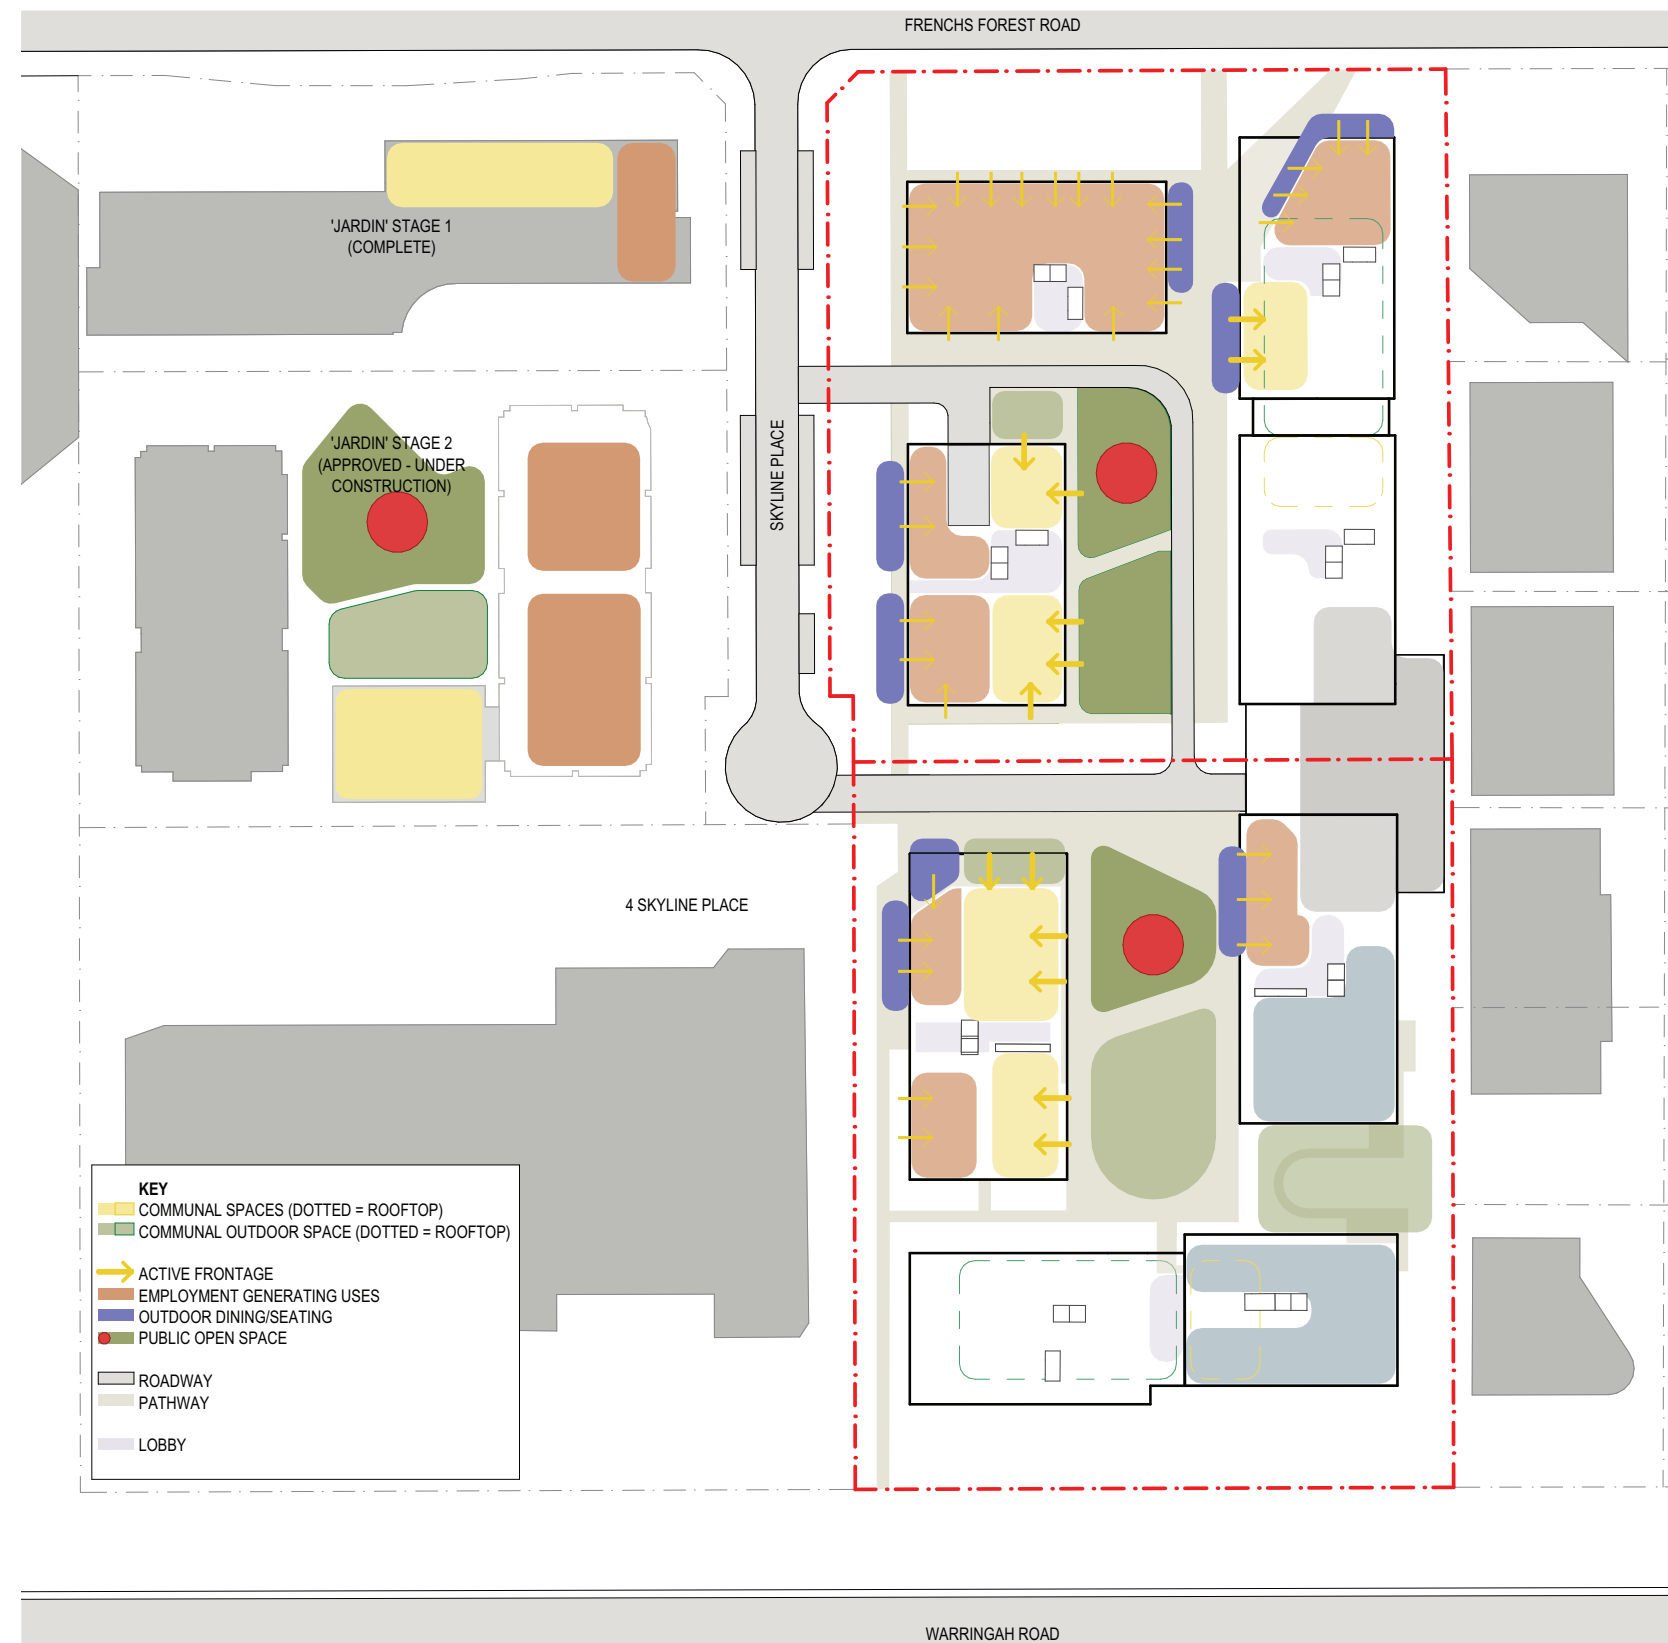 FRENCHS FOREST ROAD
'JARDIN' STAGE 1
(COMPLETE)
'JARDIN' STAGE 2
(APPROVED - UNDER
CONSTRUCTION)
SKYLINE PLACE
4 SKYLINE PLACE
KEY
COMMUNAL SPACES (DOTTED = ROOFTOP)
COMMUNAL OUTDOOR SPACE (DOTTED = ROOFTOP)
ACTIVE FRONTAGE
EMPLOYMENT GENERATING USES
OUTDOOR DINING/SEATING
PUBLIC OPEN SPACE
ROADWAY
PATHWAY
LOBBY
WARRINGAH ROAD